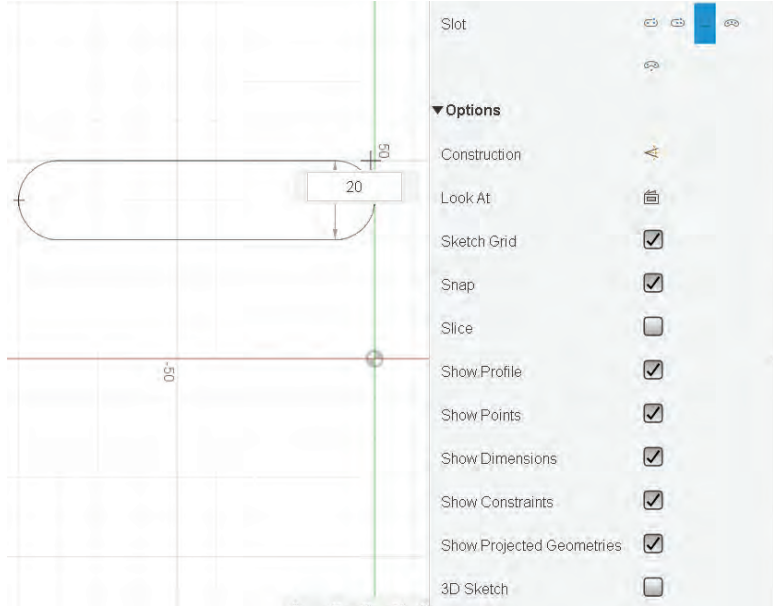 50
20
-50
Slot
▼Options
Construction
Look At
Sketch Grid
Snap
Slice
Show Profile
Show Points
Show Dimensions
Show Constraints
Show Projected Geometries
3D Sketch